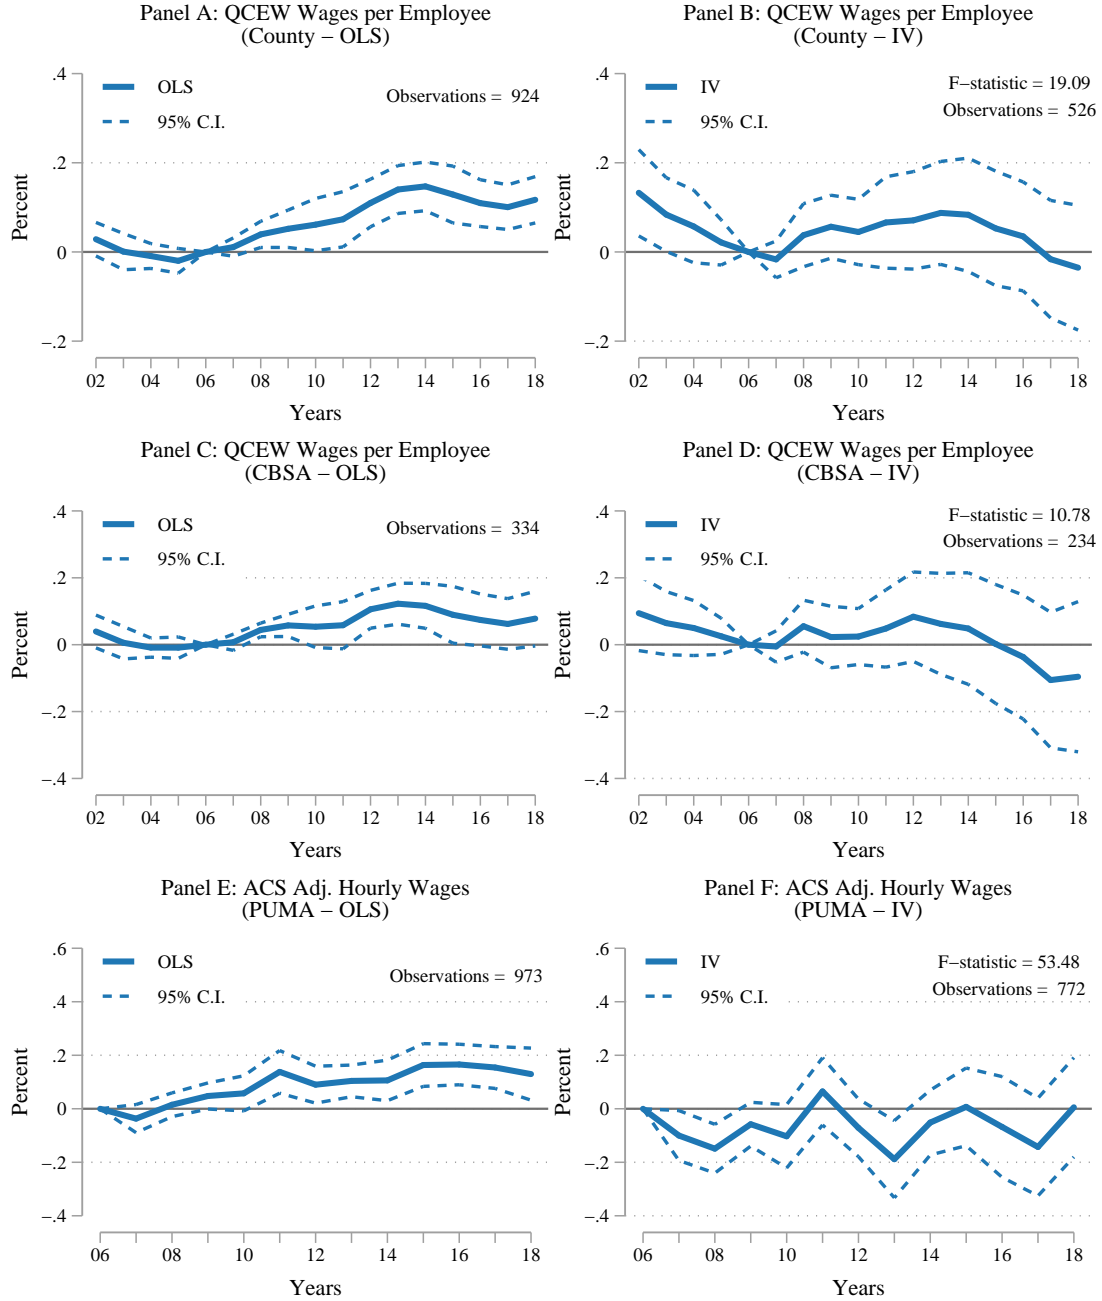 Panel A: QCEW Wages per Employee
(County – OLS)
.4
.2
0
–.2
Percent
OLS
95% C.I.
Observations = 924
02 04 06 08 10 12 14 16 18
Years
Panel B: QCEW Wages per Employee
(County – IV)
.4
.2
0
–.2
Percent
IV
95% C.I.
F–statistic = 19.09
Observations = 526
02 04 06 08 10 12 14 16 18
Years
Panel C: QCEW Wages per Employee
(CBSA – OLS)
.4
.2
0
–.2
–.4
Percent
OLS
95% C.I.
Observations = 334
02 04 06 08 10 12 14 16 18
Years
Panel D: QCEW Wages per Employee
(CBSA – IV)
.4
.2
0
–.2
–.4
Percent
IV
95% C.I.
F–statistic = 10.78
Observations = 234
02 04 06 08 10 12 14 16 18
Years
Panel E: ACS Adj. Hourly Wages
(PUMA – OLS)
.6
.4
.2
0
–.2
–.4
Percent
OLS
95% C.I.
Observations = 973
06 08 10 12 14 16 18
Years
Panel F: ACS Adj. Hourly Wages
(PUMA – IV)
.6
.4
.2
0
–.2
–.4
Percent
IV
95% C.I.
F–statistic = 53.48
Observations = 772
06 08 10 12 14 16 18
Years